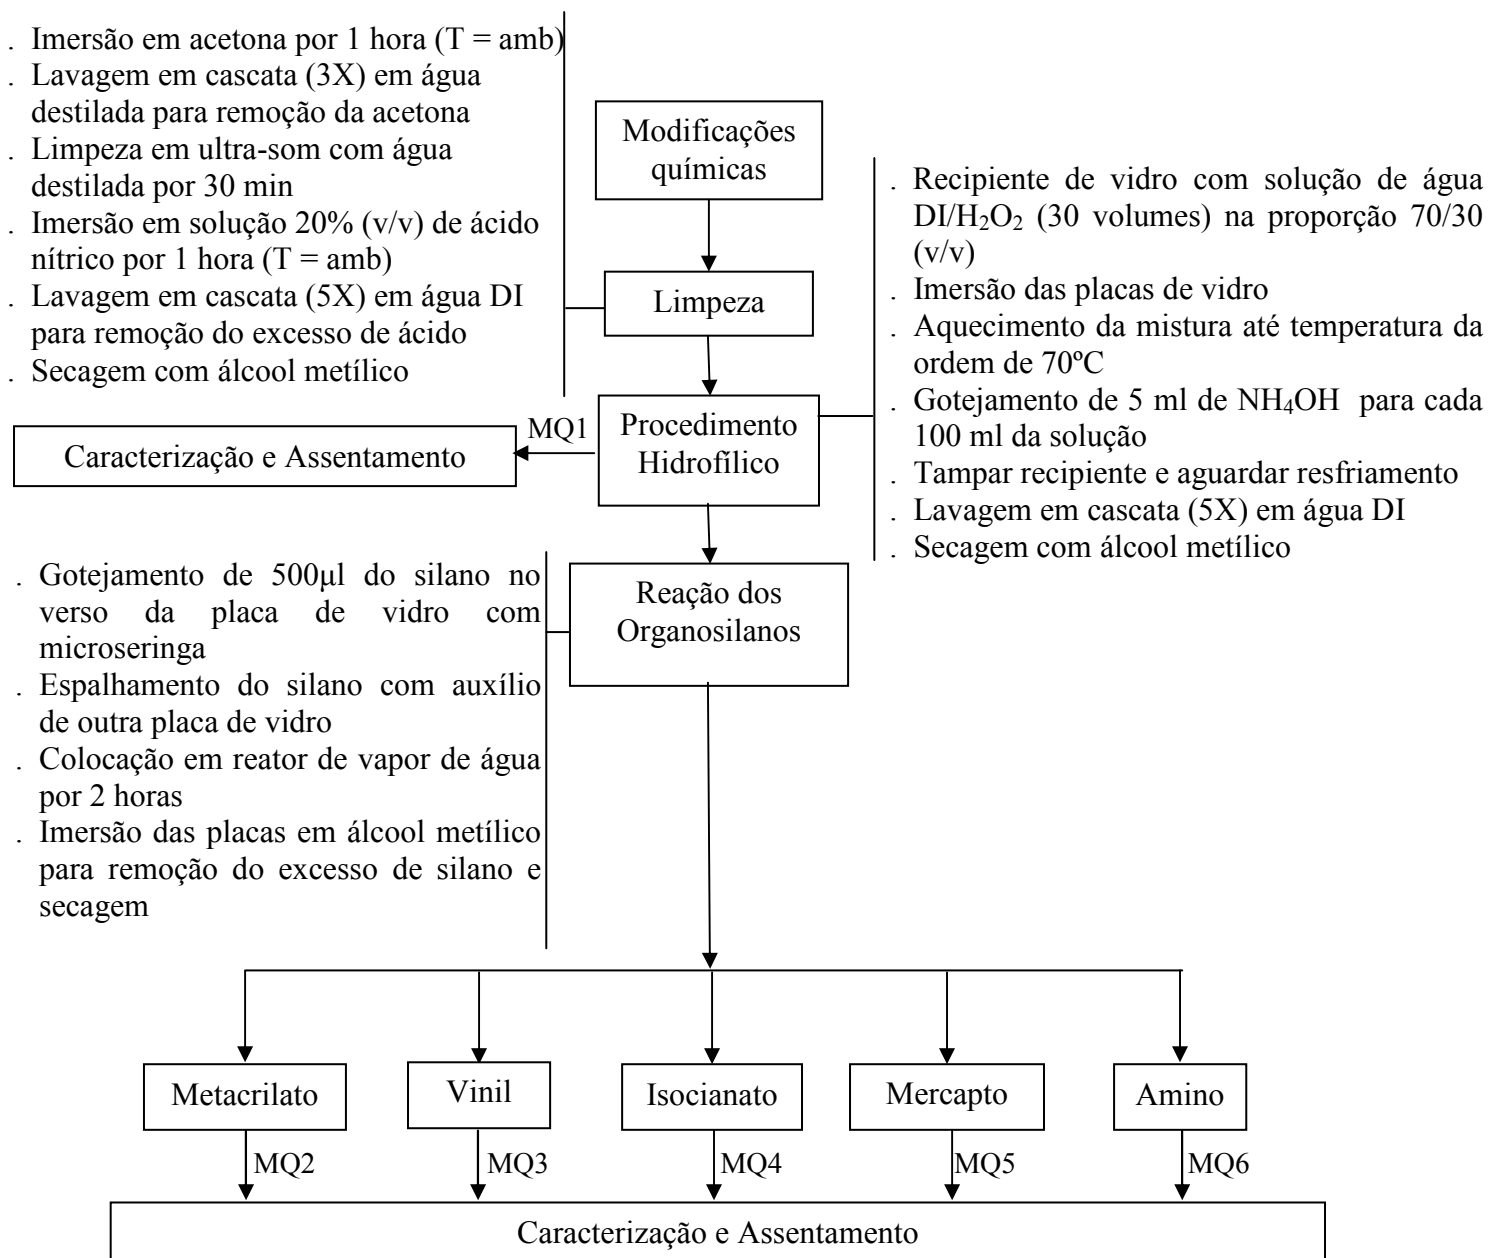 . Imersão em acetona por 1 hora (T = amb)
. Lavagem em cascata (3X) em água
destilada para remoção da acetona
. Limpeza em ultra-som com água
destilada por 30 min
. Imersão em solução 20% (v/v) de ácido
nítrico por 1 hora (T = amb)
. Lavagem em cascata (5X) em água DI
para remoção do excesso de ácido
. Secagem com álcool metílico
Modificações
químicas
Limpeza
Procedimento
Hidrofílico
MQ1
Caracterização e Assentamento
. Recipiente de vidro com solução de água
DI/H₂O₂ (30 volumes) na proporção 70/30
(v/v)
. Imersão das placas de vidro
. Aquecimento da mistura até temperatura da
ordem de 70ºC
. Gotejamento de 5 ml de NH₄OH para cada
100 ml da solução
. Tampar recipiente e aguardar resfriamento
. Lavagem em cascata (5X) em água DI
. Secagem com álcool metílico
. Gotejamento de 500μl do silano no
verso da placa de vidro com
microseringa
. Espalhamento do silano com auxílio
de outra placa de vidro
. Colocação em reator de vapor de água
por 2 horas
. Imersão das placas em álcool metílico
para remoção do excesso de silano e
secagem
Reação dos
Organosilanos
Metacrilato Vinil Isocianato Mercapto Amino
MQ2 MQ3 MQ4 MQ5 MQ6
Caracterização e Assentamento